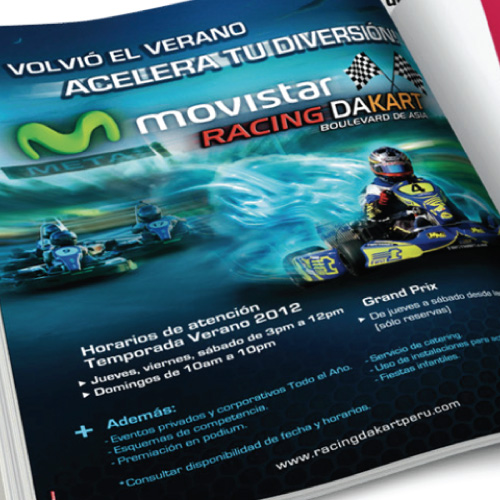 VOLVIÓ EL VERANO
ACELERA TU DIVERSIÓN!
movistar
RACING DAKART
BOULEVARD DE ASIA
META
4
Horarios de atención
Temporada Verano 2012
▶ Jueves, viernes, sábado de 3pm a 12pm
▶ Domingos de 10am a 10pm
Grand Prix
▶ De jueves a sábado desde
(sólo reservas)
+ Además:
- Eventos privados y corporativos Todo el Año.
- Esquemas de competencia.
- Premiación en podium.
- Servicio de catering.
- Uso de instalaciones para
- Fiestas infantiles.
*Consultar disponibilidad de fecha y horarios.
www.racingdakartperu.com